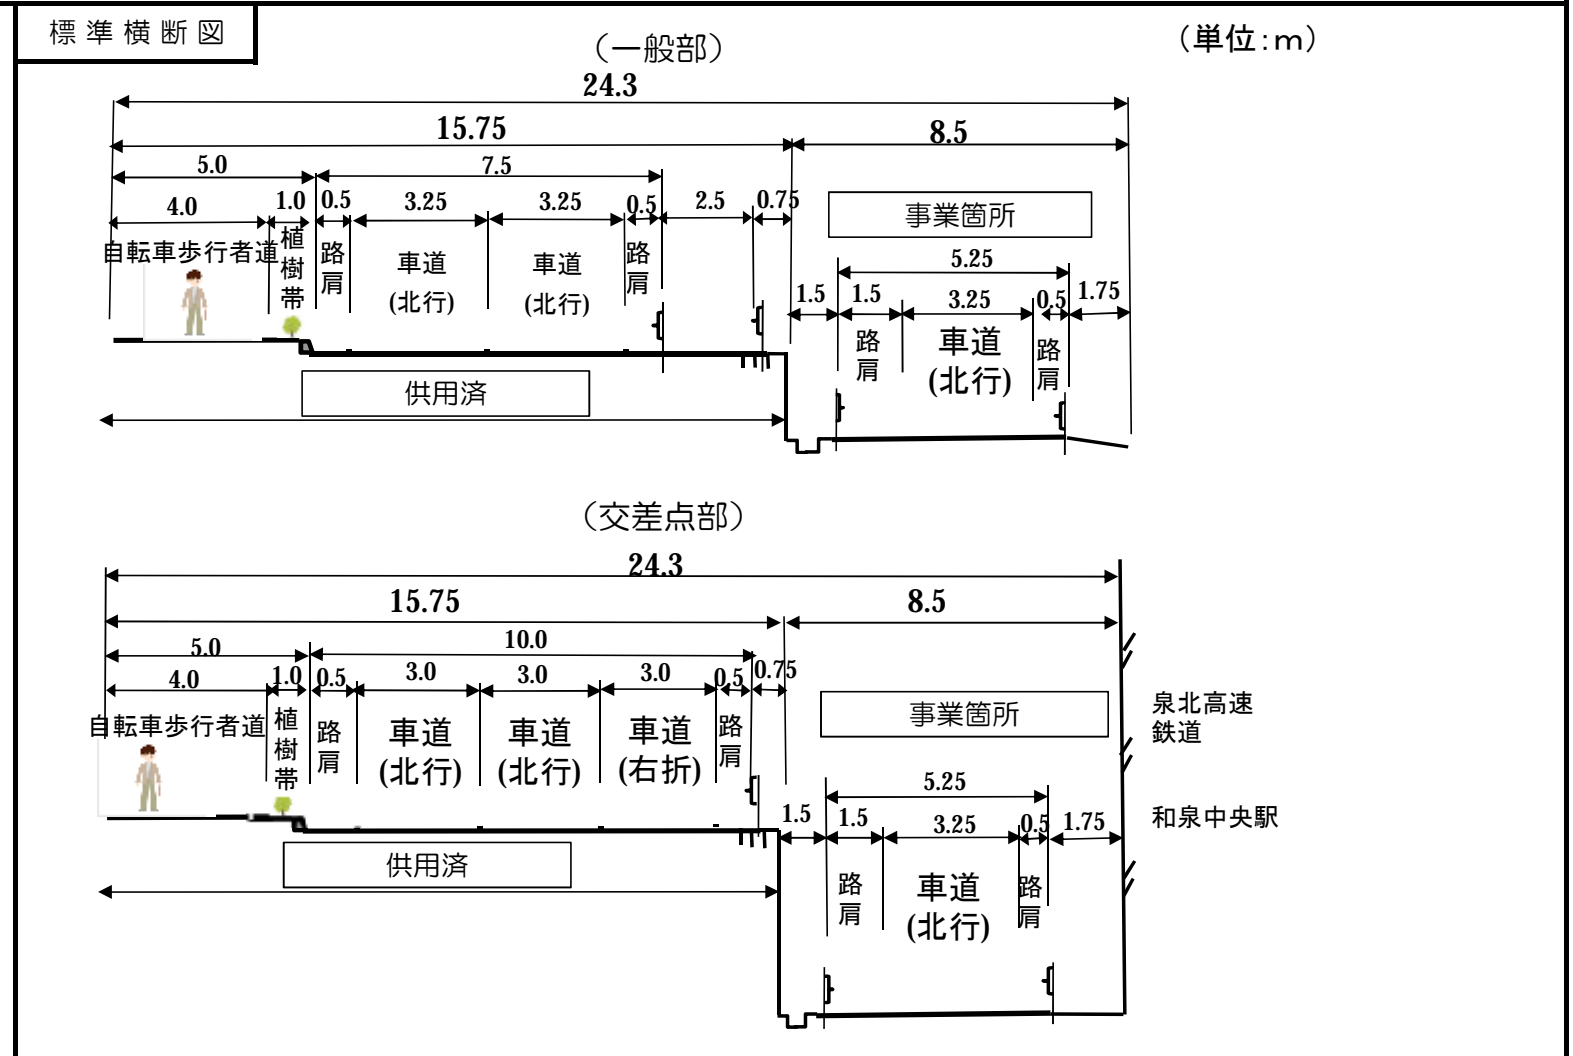 標準横断図
（一般部）
（単位：ｍ）
24.3
15.75
8.5
5.0
7.5
4.0
1.0
0.5
3.25
3.25
0.5
2.5
0.75
事業箇所
自転車歩行者道
植樹帯
路肩
車道
(北行)
車道
(北行)
路肩
5.25
1.5
1.5
3.25
0.5
1.75
路肩
車道
(北行)
路肩
供用済
（交差点部）
24.3
15.75
8.5
5.0
10.0
4.0
1.0
0.5
3.0
3.0
3.0
0.5
0.75
事業箇所
泉北高速
鉄道
自転車歩行者道
植樹帯
路肩
車道
(北行)
車道
(北行)
車道
(右折)
路肩
5.25
1.5
1.5
3.25
0.5
1.75
和泉中央駅
供用済
路肩
車道
(北行)
路肩